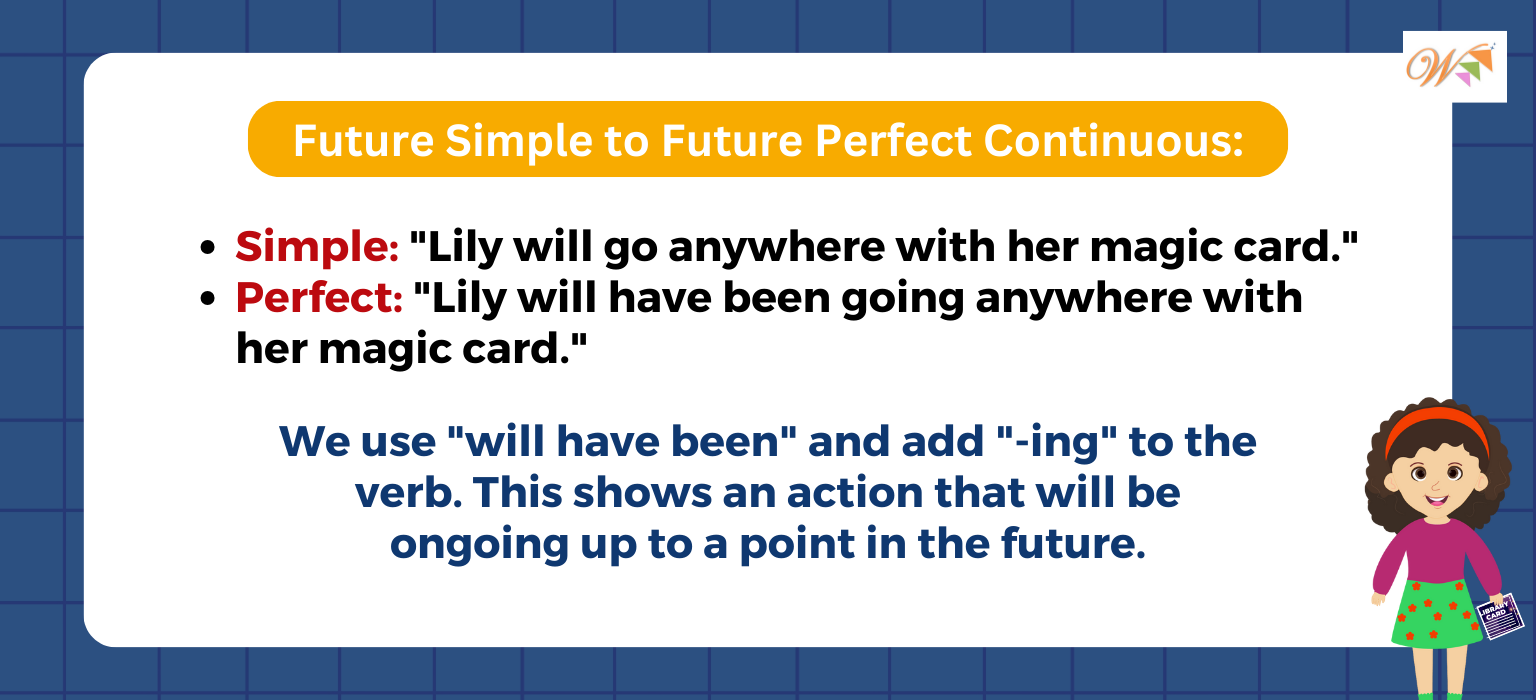 W
Future Simple to Future Perfect Continuous:
• Simple: "Lily will go anywhere with her magic card."
• Perfect: "Lily will have been going anywhere with
her magic card."
We use "will have been" and add "-ing" to the
verb. This shows an action that will be
ongoing up to a point in the future.
LIBRARY
CARD